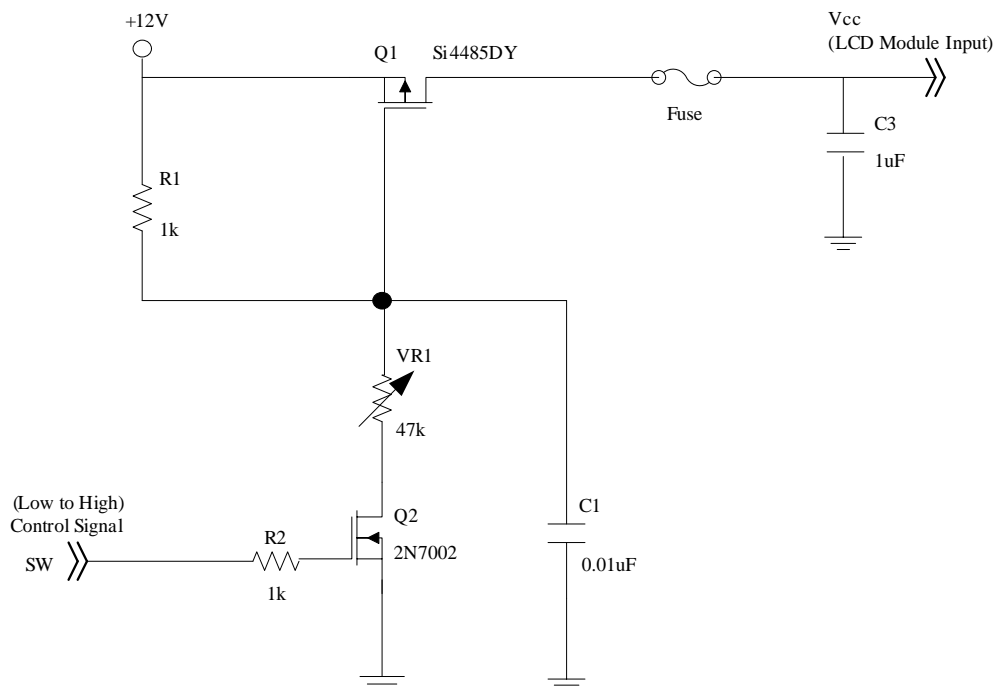 +12V
Q1
Si4485DY
Vcc
(LCD Module Input)
Fuse
C3
1uF
R1
1k
VR1
47k
(Low to High)
Control Signal
SW
R2
1k
Q2
2N7002
C1
0.01uF